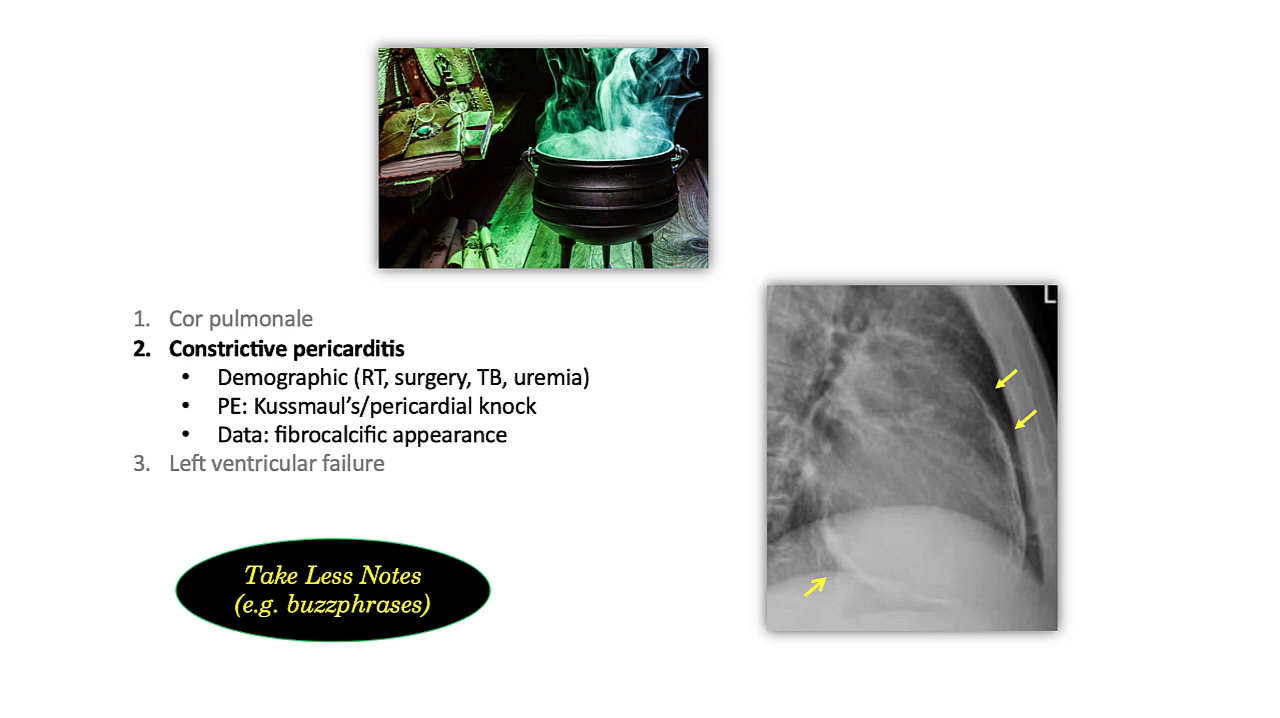 1. Cor pulmonale
2. Constrictive pericarditis
• Demographic (RT, surgery, TB, uremia)
• PE: Kussmaul’s/pericardial knock
• Data: fibrocalcific appearance
3. Left ventricular failure
Take Less Notes
(e.g. buzzphrases)
L